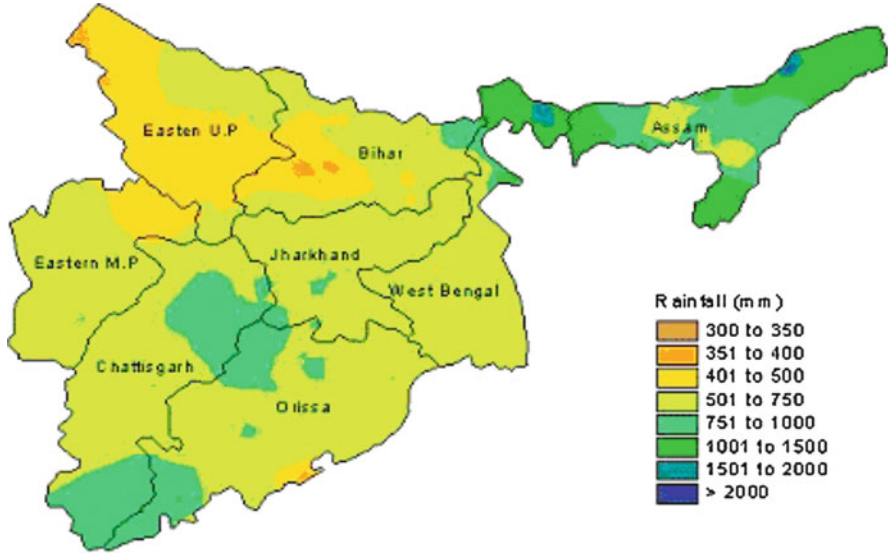 Easten U.P
Bihar
Assam
Eastern M.P
Jharkhand
West Bengal
Chattisgarh
Orissa
Rainfall (mm)
300 to 350
351 to 400
401 to 500
501 to 750
751 to 1000
1001 to 1500
1501 to 2000
> 2000